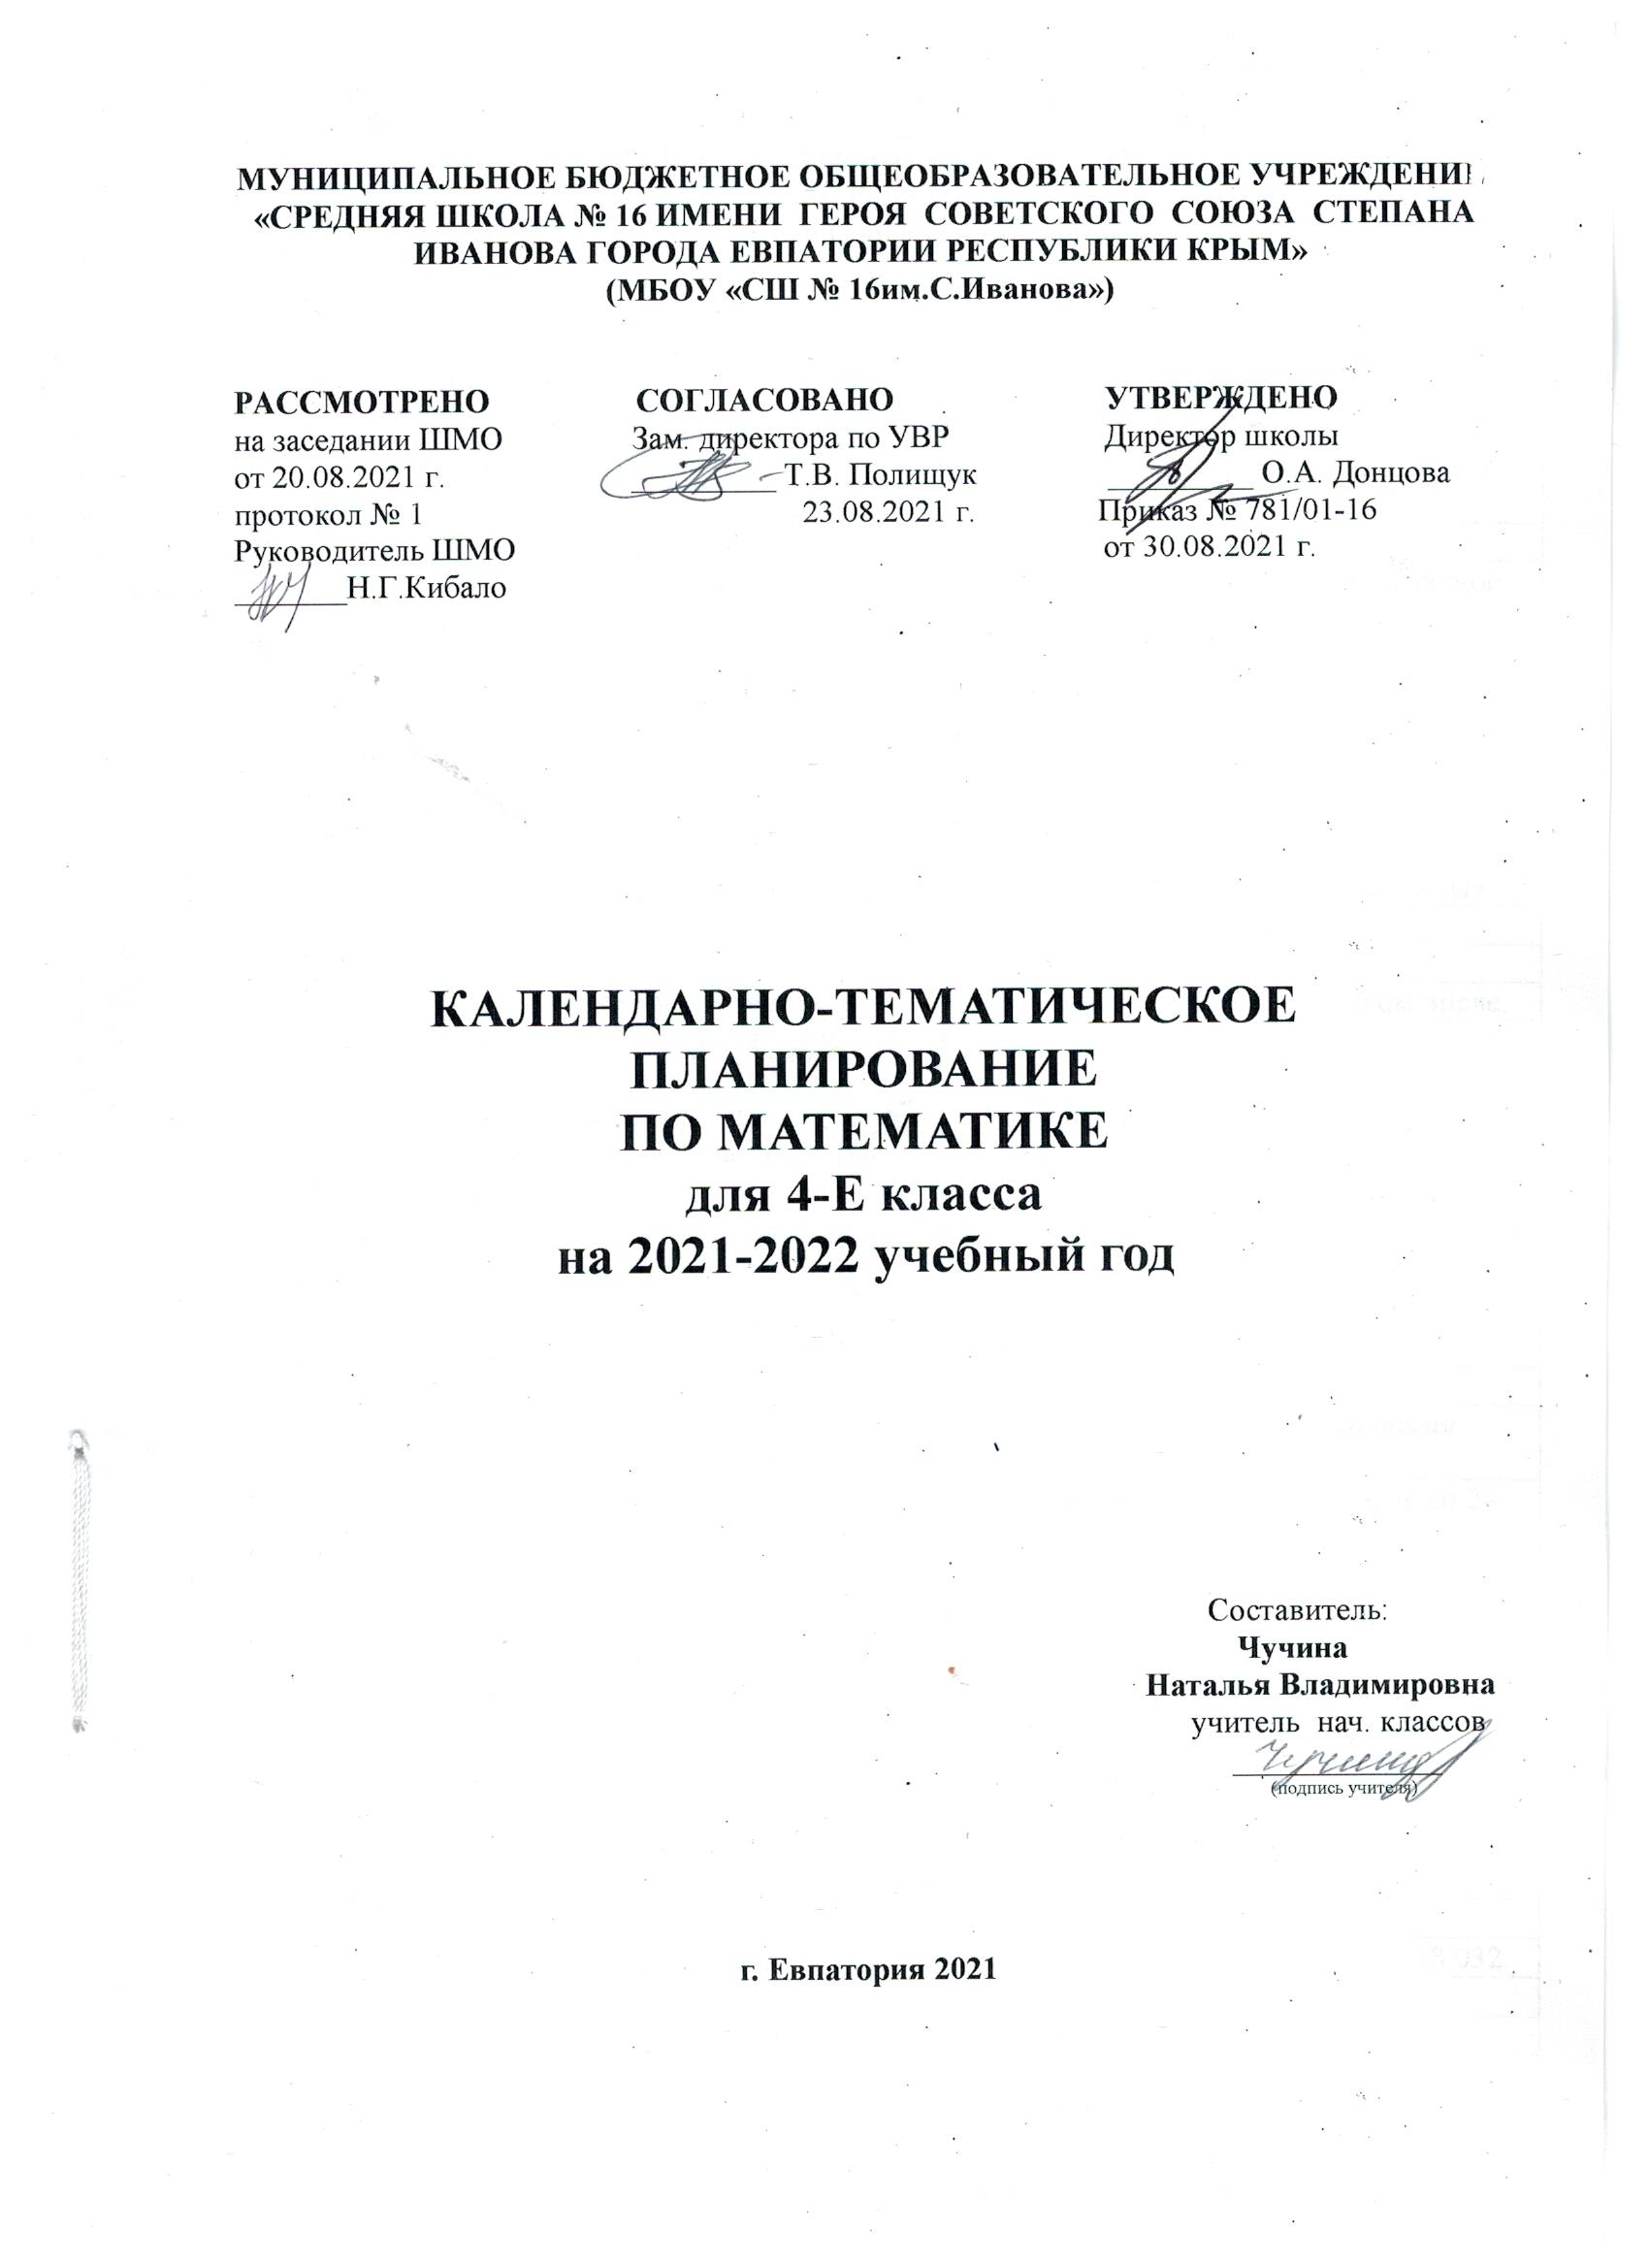 МУНИЦИПАЛЬНОЕ БЮДЖЕТНОЕ ОБЩЕОБРАЗОВАТЕЛЬНОЕ УЧРЕЖДЕНИ
«СРЕДНЯЯ ШКОЛА № 16 ИМЕНИ ГЕРОЯ СОВЕТСКОГО СОЮЗА СТЕПАНА
ИВАНОВА ГОРОДА ЕВПАТОРИИ РЕСПУБЛИКИ КРЫМ»
(МБОУ «СШ № 16им.С.Иванова»)
РАССМОТРЕНО
на заседании ШМО
от 20.08.2021 г.
протокол № 1
Руководитель ШМО
_______Н.Г.Кибало
СОГЛАСОВАНО
Зам. директора по УВР
_________Т.В. Полищук
23.08.2021 г.
УТВЕРЖДЕНО
Директор школы
_________ О.А. Донцова
Приказ № 781/01-16
от 30.08.2021 г.
КАЛЕНДАРНО-ТЕМАТИЧЕСКОЕ
ПЛАНИРОВАНИЕ
ПО МАТЕМАТИКЕ
для 4-Е класса
на 2021-2022 учебный год
Составитель:
Чучина
Наталья Владимировна
учитель нач. классов
(подпись учителя)
г. Евпатория 2021